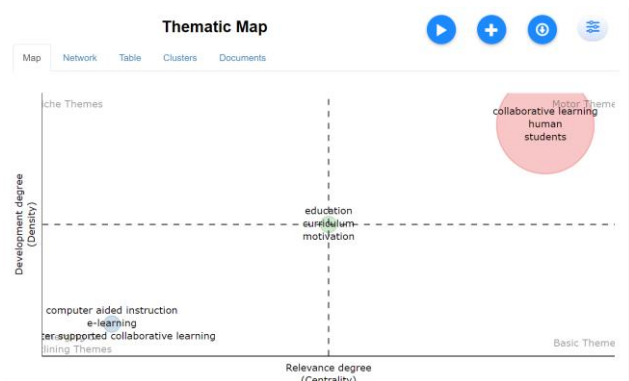 Thematic Map
Map Network Table Clusters Documents
iche Themes
Motor Theme
collaborative learning
human
students
Development degree
(Density)
education
curriculum
motivation
computer aided instruction
e-learning
ter supported collaborative learning
lining Themes
Basic Theme
Relevance degree
(Centrality)